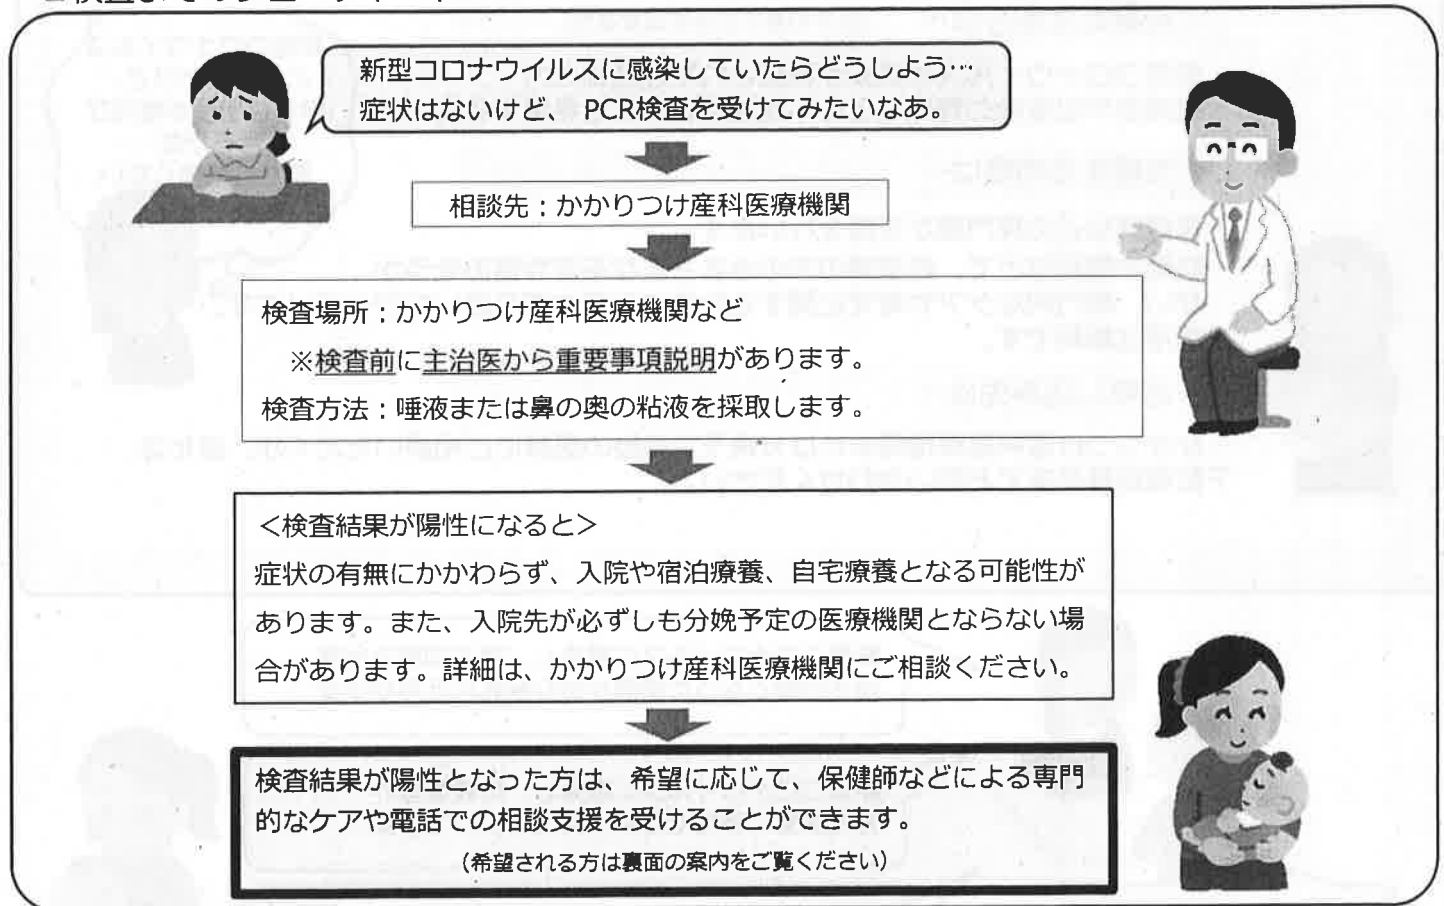 新型コロナウイルスに感染していたらどうしよう…
症状はないけど、PCR検査を受けてみたいなあ。
相談先：かかりつけ産科医療機関
検査場所：かかりつけ産科医療機関など
※検査前に主治医から重要事項説明があります。
検査方法：唾液または鼻の奥の粘液を採取します。
＜検査結果が陽性になると＞
症状の有無にかかわらず、入院や宿泊療養、自宅療養となる可能性が
あります。また、入院先が必ずしも分娩予定の医療機関とならない場
合があります。詳細は、かかりつけ産科医療機関にご相談ください。
検査結果が陽性となった方は、希望に応じて、保健師などによる専門
的なケアや電話での相談支援を受けることができます。
（希望される方は裏面の案内をご覧ください）